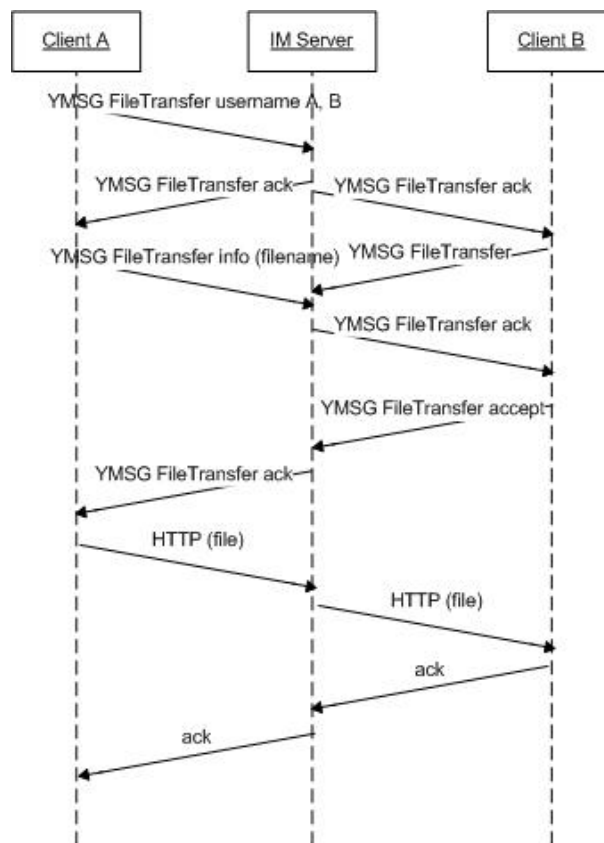 Client A
IM Server
Client B
YMSG FileTransfer username A, B
YMSG FileTransfer ack
YMSG FileTransfer ack
YMSG FileTransfer info (filename)
YMSG FileTransfer
YMSG FileTransfer ack
YMSG FileTransfer accept
YMSG FileTransfer ack
HTTP (file)
HTTP (file)
ack
ack